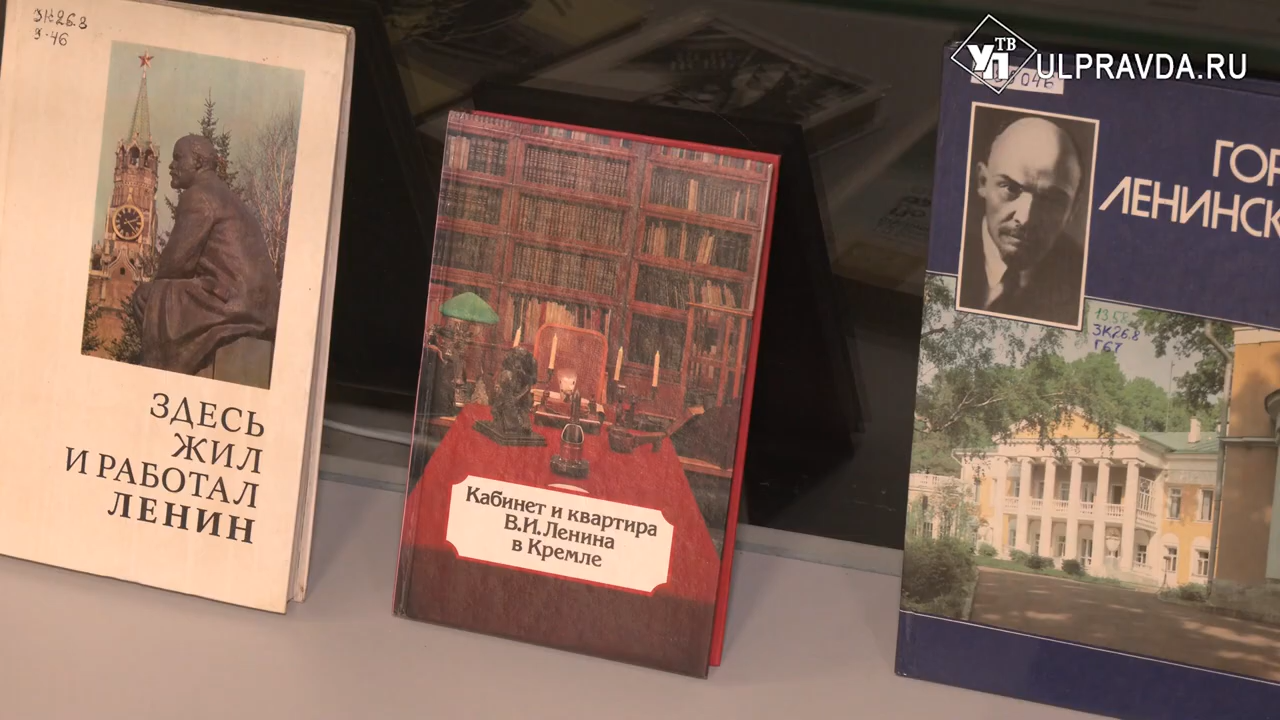 ЗК26.8
З-46
ЗДЕСЬ
ЖИЛ
И РАБОТАЛ
ЛЕНИН
Кабинет и квартира
В.И.Ленина
в Кремле
УП ТВ
ULPRAVDA.RU
ГОР
ЛЕНИНСК
ЗК26.8
Г67